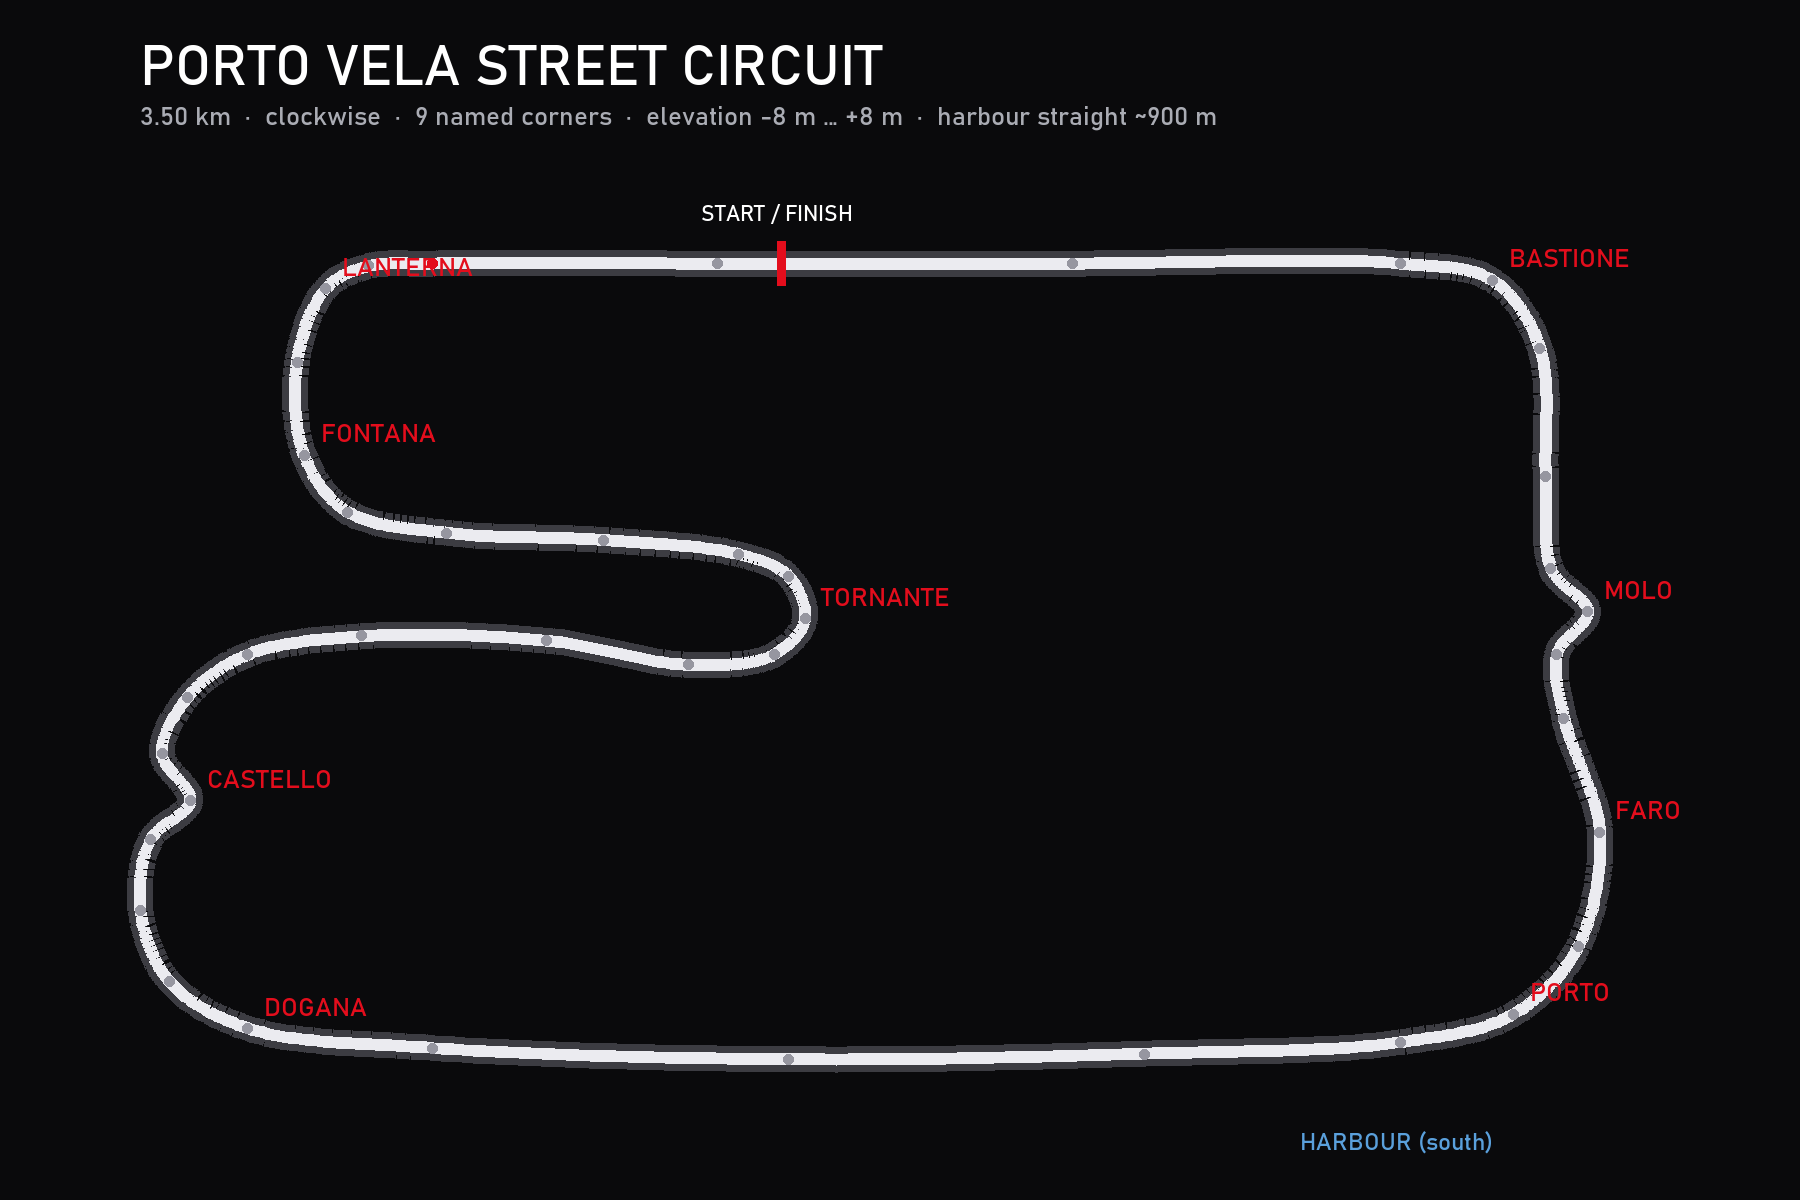 PORTO VELA STREET CIRCUIT
3.50 km · clockwise · 9 named corners · elevation -8 m … +8 m · harbour straight ~900 m
START / FINISH
LANTERNA
BASTIONE
FONTANA
TORNANTE
MOLO
CASTELLO
FARO
PORTO
DOGANA
HARBOUR (south)